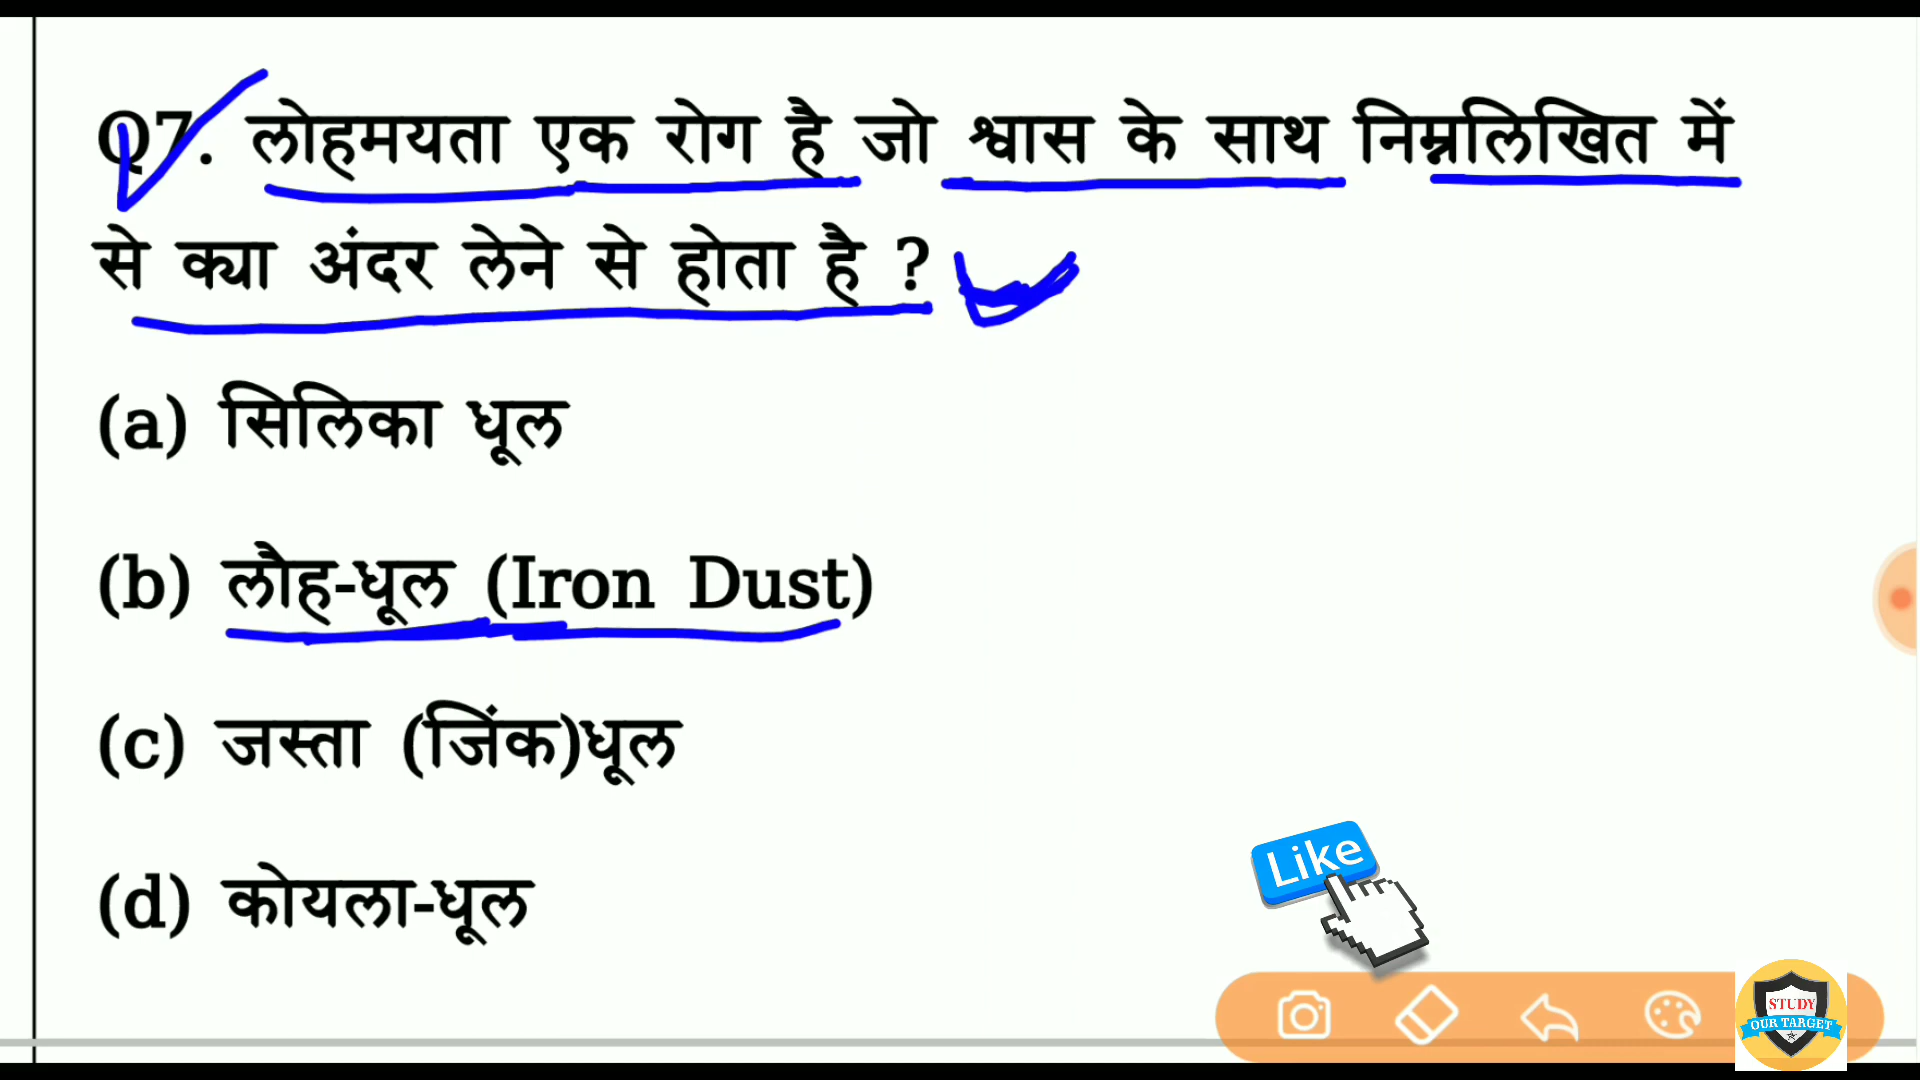 Q7. लोहमयता एक रोग है जो श्वास के साथ निम्नलिखित में
से क्या अंदर लेने से होता है ?
(a) सिलिका धूल
(b) लौह-धूल (Iron Dust)
(c) जस्ता (जिंक)धूल
(d) कोयला-धूल
Like
STUDY
OUR TARGET